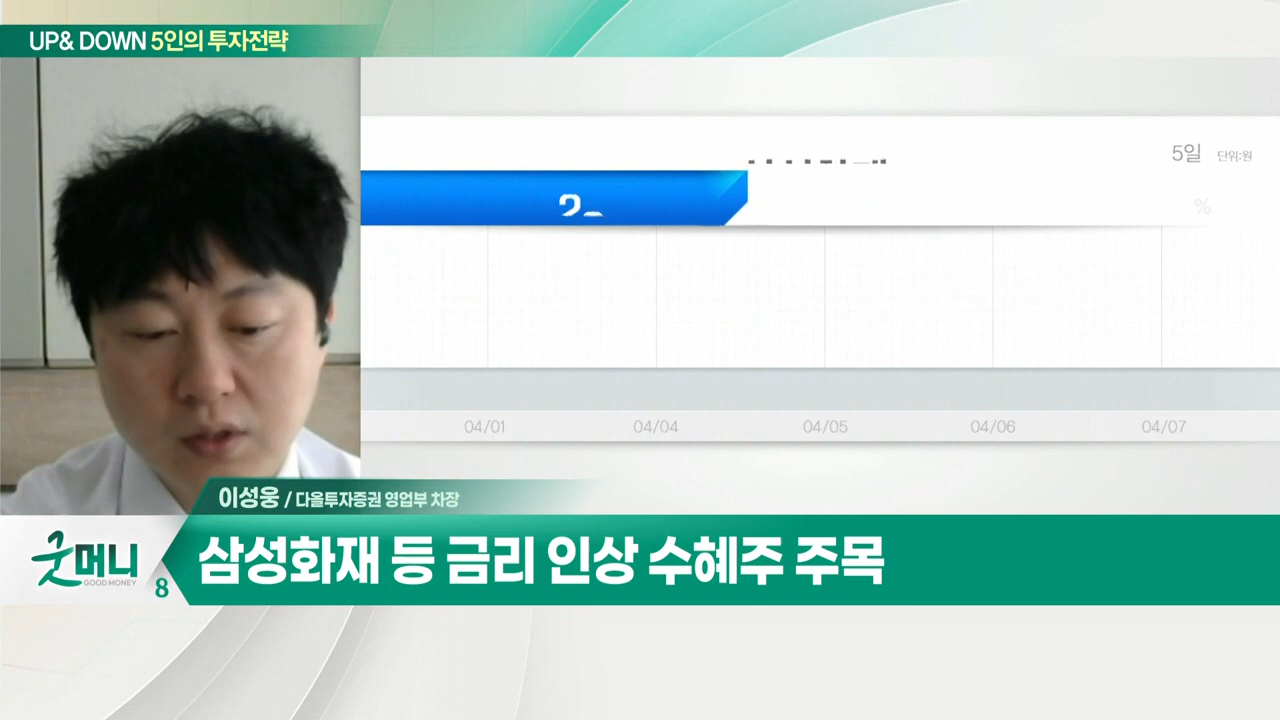 UP& DOWN 5인의 투자전략
5일 단위:원
%
04/01 04/04 04/05 04/06 04/07
이성웅 / 다올투자증권 영업부 차장
굿머니
GOOD MONEY
8
삼성화재 등 금리 인상 수혜주 주목